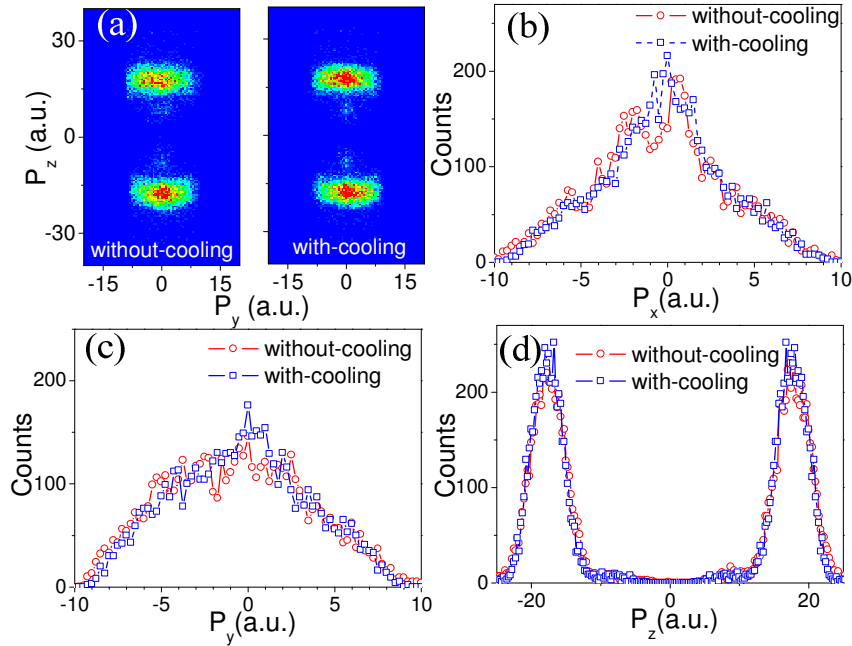 (a)
30
15
0
-15
-30
P_z (a.u.)
without-cooling
with-cooling
-15 0 15 -15 0 15
P_y (a.u.)
(b)
without-cooling
with-cooling
200
100
0
Counts
-10 -5 0 5 10
P_x(a.u.)
(c)
without-cooling
with-cooling
200
100
0
Counts
-10 -5 0 5 10
P_y(a.u.)
(d)
without-cooling
with-cooling
200
100
0
Counts
-20 0 20
P_z(a.u.)